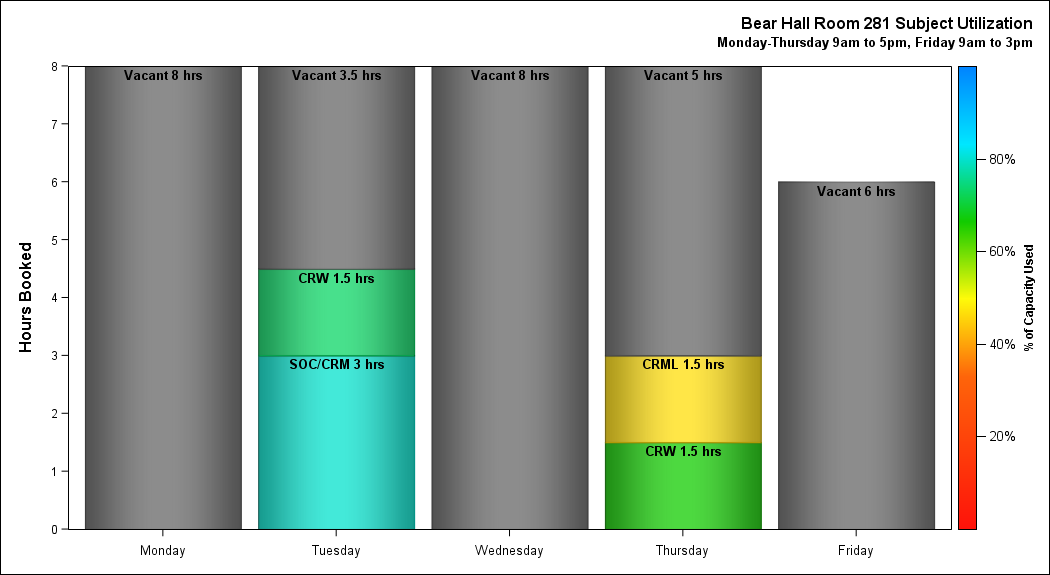 Bear Hall Room 281 Subject Utilization
Monday-Thursday 9am to 5pm, Friday 9am to 3pm
Hours Booked
8
7
6
5
4
3
2
1
0
Vacant 8 hrs
Vacant 3.5 hrs
CRW 1.5 hrs
SOC/CRM 3 hrs
Vacant 8 hrs
Vacant 5 hrs
CRML 1.5 hrs
CRW 1.5 hrs
Vacant 6 hrs
Monday
Tuesday
Wednesday
Thursday
Friday
80%
60%
40%
20%
% of Capacity Used